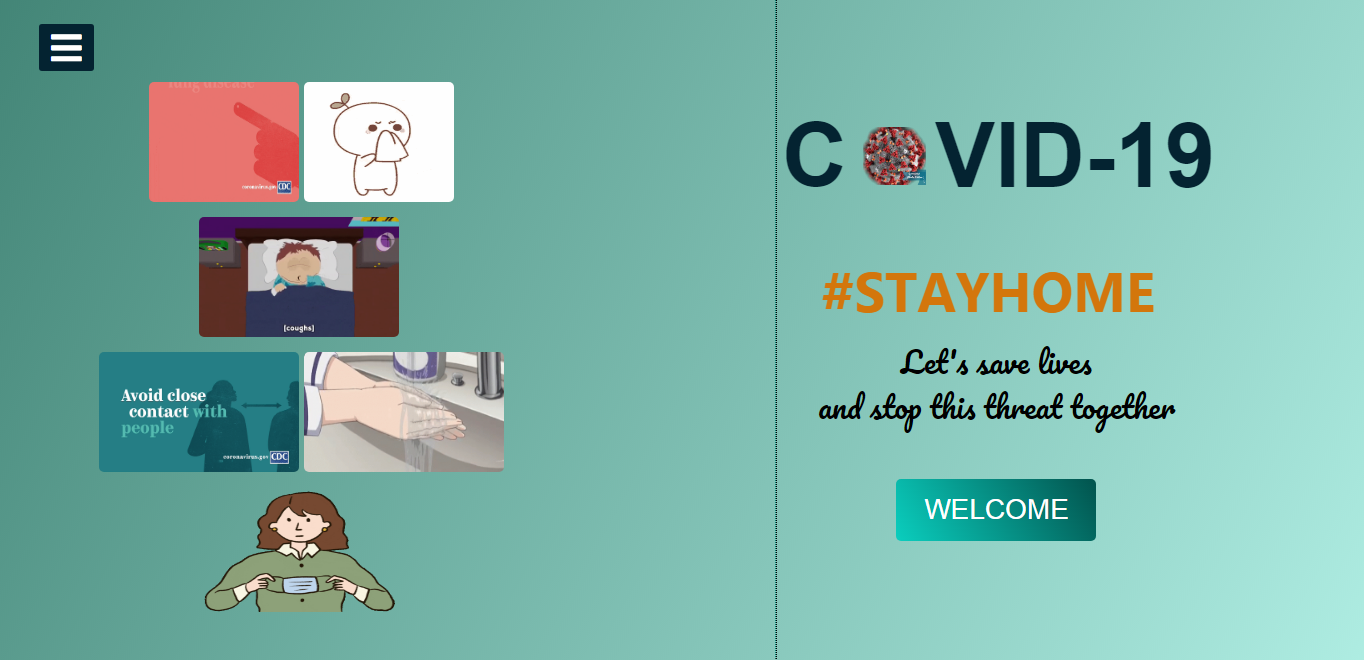 lung disease
coronavirus.gov CDC
[coughs]
Avoid close
contact with
people
coronavirus.gov CDC
C VID-19
#STAYHOME
Let's save lives
and stop this threat together
WELCOME